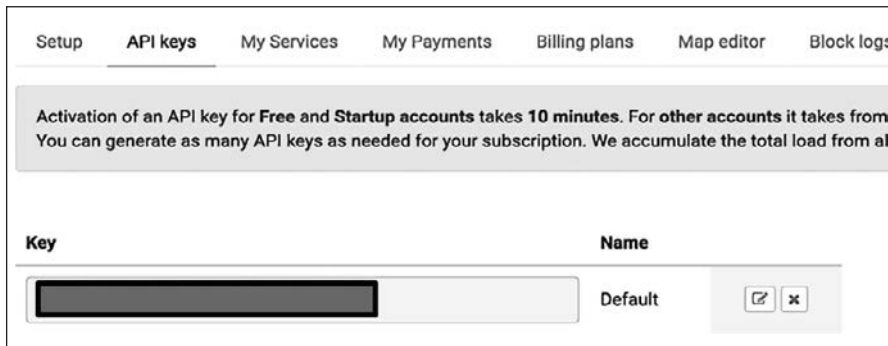 Setup API keys My Services My Payments Billing plans Map editor Block logs
Activation of an API key for Free and Startup accounts takes 10 minutes. For other accounts it takes from
You can generate as many API keys as needed for your subscription. We accumulate the total load from al
Key Name
Default